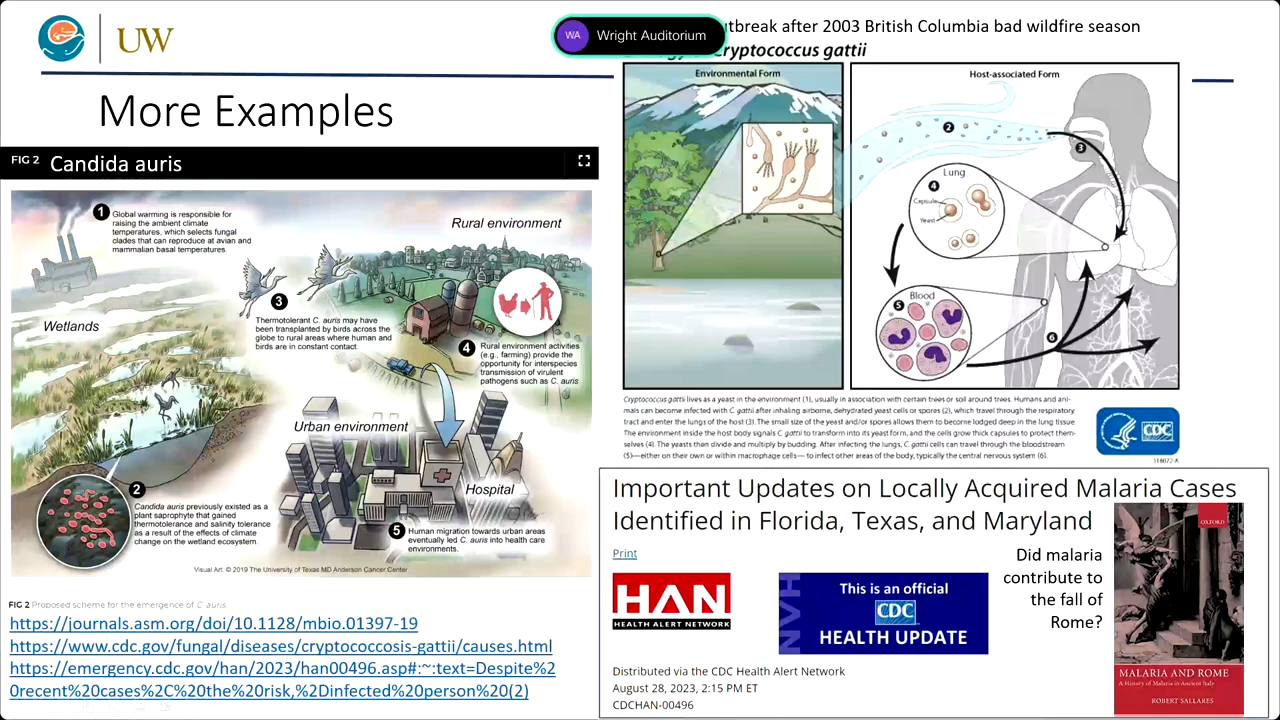 UW
WA Wright Auditorium
utbreak after 2003 British Columbia bad wildfire season
ryptococcus gattii
More Examples
FIG 2 Candida auris
1 Global warming is responsible for
raising the ambient climate
temperatures, which selects fungal
clades that can reproduce at avian and
mammalian basal temperatures.
Rural environment
Wetlands
3
Thermotolerant C. auris may have
been transplanted by birds across the
globe to rural areas where human and
birds are in constant contact.
4 Rural environment activities
(e.g., farming) provide the
opportunity for interspecies
transmission of virulent
pathogens such as C. auris
Urban environment
Hospital
2
Candida auris previously existed as a
plant saprophyte that gained
thermotolerance and salinity tolerance
as a result of the effects of climate
change on the wetland ecosystem.
5 Human migration towards urban areas
eventually led C. auris into health care
environments.
Visual Art: © 2019 The University of Texas MD Anderson Cancer Center
FIG 2 Proposed scheme for the emergence of C. auris.
https://journals.asm.org/doi/10.1128/mbio.01397-19
https://www.cdc.gov/fungal/diseases/cryptococcosis-gattii/causes.html
https://emergency.cdc.gov/han/2023/han00496.asp#:~:text=Despite%2
0recent%20cases%2C%20the%20risk,%2Dinfected%20person%20(2)
Environmental Form
Host-associated Form
2
3
Lung
4
Capsule
Yeast
Blood
5
6
Cryptococcus gattii lives as a yeast in the environment (1), usually in association with certain trees or soil around trees. Humans and ani-
mals can become infected with C. gattii after inhaling airborne, dehydrated yeast cells or spores (2), which travel through the respiratory
tract and enter the lungs of the host (3). The small size of the yeast and/or spores allows them to become lodged deep in the lung tissue.
The environment inside the host body signals C. gattii to transform into its yeast form, and the cells grow thick capsules to protect them-
selves (4). The yeasts then divide and multiply by budding. After infecting the lungs, C. gattii cells can travel through the bloodstream
(5)—either on their own or within macrophage cells— to infect other areas of the body, typically the central nervous system (6).
CDC
Important Updates on Locally Acquired Malaria Cases
Identified in Florida, Texas, and Maryland
Print
HAN
HEALTH ALERT NETWORK
This is an official
CDC
HEALTH UPDATE
Distributed via the CDC Health Alert Network
August 28, 2023, 2:15 PM ET
CDCHAN-00496
Did malaria
contribute to
the fall of
Rome?
OXFORD
MALARIA AND ROME
A History of Malaria in Ancient Italy
ROBERT SALLARES